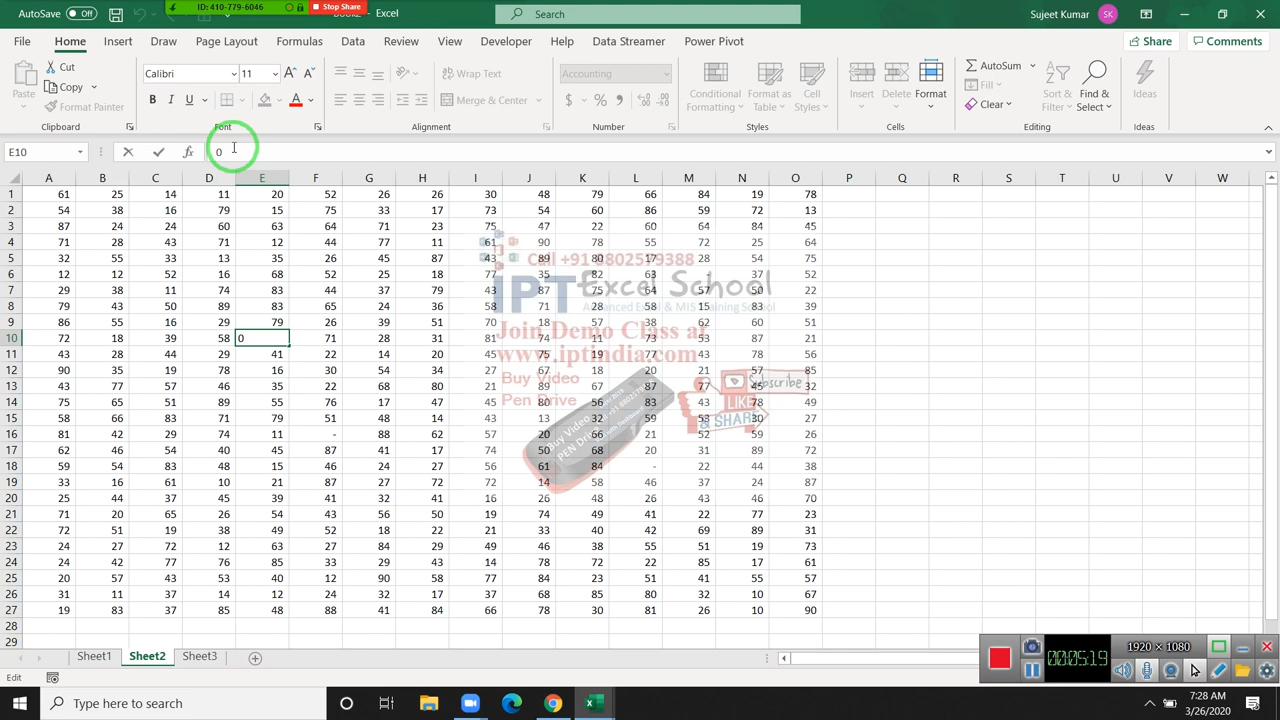 AutoSave Off
ID: 410-779-6046 Stop Share
Book2 - Excel
Search
Sujeet Kumar SK
File Home Insert Draw Page Layout Formulas Data Review View Developer Help Data Streamer Power Pivot
Share Comments
Paste Cut Copy Format Painter
Calibri 11
B I U A
Wrap Text
Merge & Center
Accounting
$ %
Conditional Formatting Format as Table Cell Styles
Insert Delete Format
AutoSum Fill Clear
Sort & Filter Find & Select
Ideas
Clipboard Font Alignment Number Styles Cells Editing Ideas
E10 fx 0
A B C D E F G H I J K L M N O P Q R S T U V W
1 61 25 14 11 20 52 26 26 30 48 79 66 84 19 78
2 54 38 16 79 15 75 33 17 73 54 60 86 59 72 13
3 87 24 24 60 63 64 71 23 75 47 22 60 64 84 45
4 71 28 43 71 12 44 77 11 61 90 78 55 72 25 64
5 32 55 33 13 35 26 45 87 43 89 80 17 28 54 75
6 12 12 52 16 68 52 25 18 77 35 82 63 37 52
7 29 38 11 74 83 44 37 79 43 87 75 64 57 50 22
8 79 43 50 89 83 65 24 36 58 71 28 58 15 83 39
9 86 55 16 29 79 26 39 51 70 18 57 38 62 60 51
10 72 18 39 58 0 71 28 31 81 74 11 73 53 87 21
11 43 28 44 29 41 22 14 20 45 75 19 77 43 78 56
12 90 35 19 78 16 30 54 34 27 67 18 20 21 57 85
13 43 77 57 46 35 22 68 80 21 89 67 87 77 45 32
14 75 65 51 89 55 76 17 47 45 80 56 83 43 78 49
15 58 66 83 71 79 51 48 14 43 13 32 59 53 30 27
16 81 42 29 74 11 - 88 62 57 20 66 21 52 59 26
17 62 46 54 40 45 87 41 17 74 50 68 20 31 89 72
18 59 54 83 48 15 46 24 27 56 61 84 - 22 44 38
19 33 16 61 10 21 87 27 72 72 14 58 46 37 24 87
20 25 44 37 45 39 41 32 41 16 26 48 26 43 46 70
21 71 20 65 26 54 43 56 50 19 74 49 41 22 77 23
22 72 51 19 38 49 52 18 22 21 33 40 42 69 89 31
23 24 27 72 12 63 27 84 29 49 46 38 55 51 19 73
24 24 42 77 76 85 33 29 43 14 78 72 22 85 17 61
25 20 57 43 53 40 12 90 58 77 84 23 51 41 55 57
26 31 11 37 14 12 24 32 17 37 68 85 80 32 10 67
27 19 83 37 85 48 88 41 84 66 78 30 81 26 10 90
28
29
Call +91 9802579388
IPT Excel School
Advanced Excel & MIS Training School
Join Demo Class at
www.iptindia.com
Buy Video
Pen Drive
Subscribe
LIKE
& SHARE
Sheet1 Sheet2 Sheet3
Edit
1920 × 1080
00:05:19
Type here to search
7:28 AM
3/26/2020